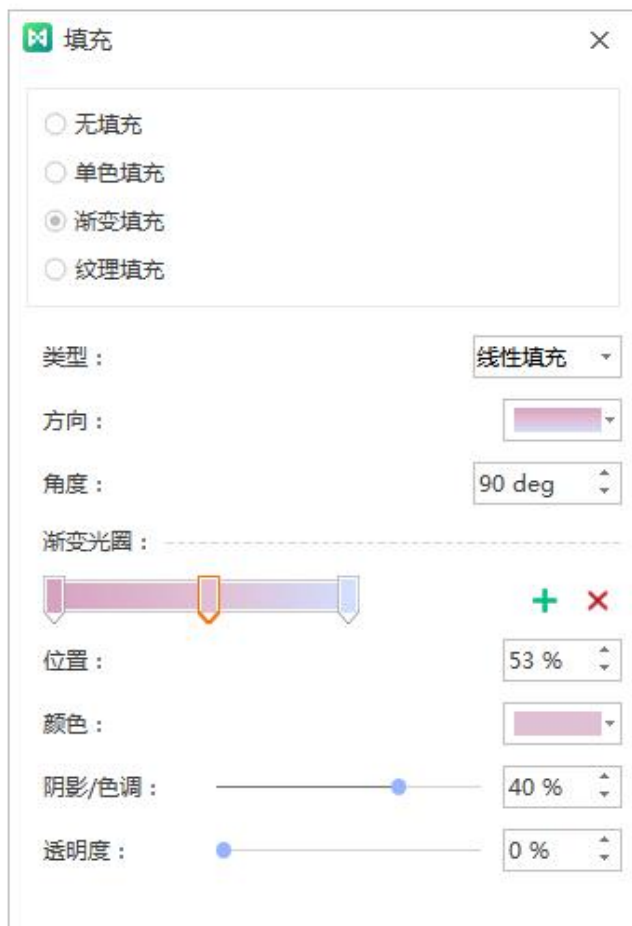 填充
无填充
单色填充
渐变填充
纹理填充
类型：
线性填充
方向：
角度：
90 deg
渐变光圈：
位置：
53 %
颜色：
阴影/色调：
40 %
透明度：
0 %